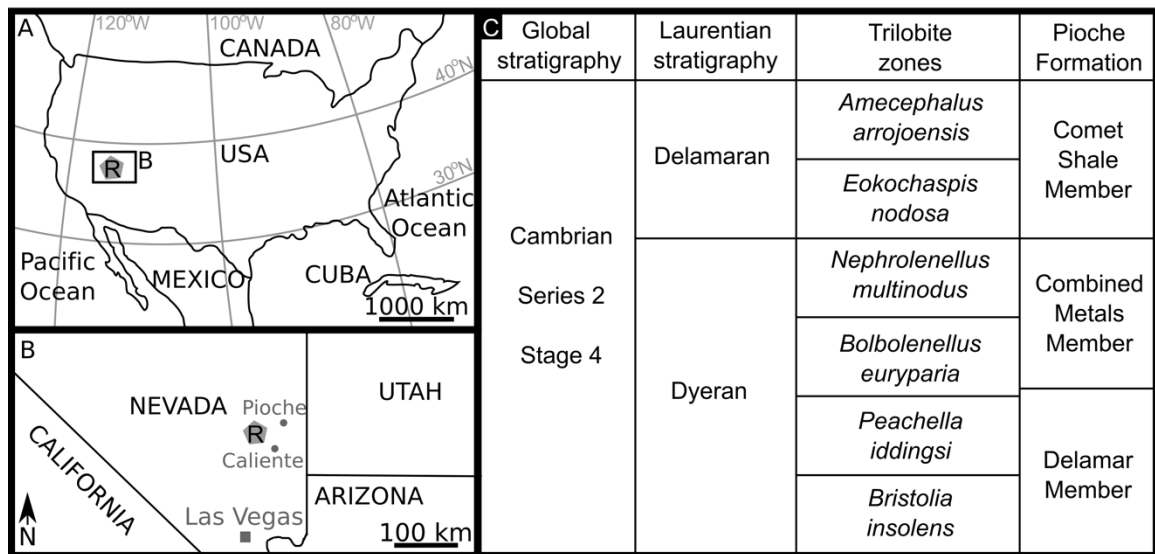 A
120°W
100°W
80°W
CANADA
40°N
R
B
USA
30°N
Atlantic
Ocean
Pacific
Ocean
MEXICO
CUBA
1000 km
B
UTAH
NEVADA
Pioche
R
Caliente
CALIFORNIA
ARIZONA
Las Vegas
N
100 km
C
Global
stratigraphy
Laurentian
stratigraphy
Trilobite
zones
Pioche
Formation
Cambrian
Series 2
Stage 4
Delamaran
Dyeran
Amecephalus
arrojoensis
Eokochaspis
nodosa
Nephrolenellus
multinodus
Bolbolenellus
euryparia
Peachella
iddingsi
Bristolia
insolens
Comet
Shale
Member
Combined
Metals
Member
Delamar
Member